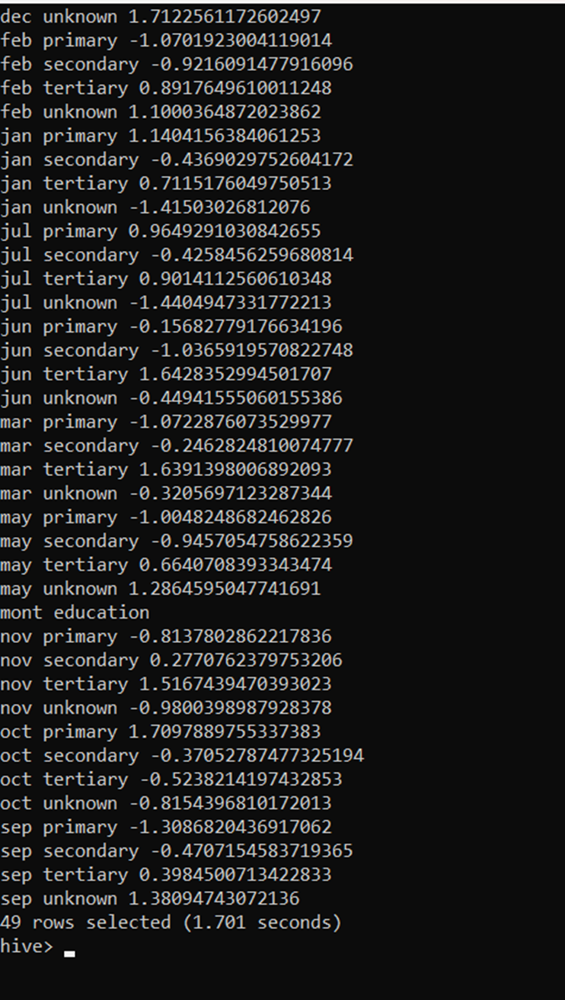 dec unknown 1.7122561172602497
feb primary -1.0701923004119014
feb secondary -0.9216091477916096
feb tertiary 0.8917649610011248
feb unknown 1.1000364872023862
jan primary 1.1404156384061253
jan secondary -0.4369029752604172
jan tertiary 0.7115176049750513
jan unknown -1.41503026812076
jul primary 0.9649291030842655
jul secondary -0.4258456259680814
jul tertiary 0.9014112560610348
jul unknown -1.4404947331772213
jun primary -0.15682779176634196
jun secondary -1.0365919570822748
jun tertiary 1.6428352994501707
jun unknown -0.44941555060155386
mar primary -1.0722876073529977
mar secondary -0.2462824810074777
mar tertiary 1.6391398006892093
mar unknown -0.3205697123287344
may primary -1.0048248682462826
may secondary -0.9457054758622359
may tertiary 0.6640708393343474
may unknown 1.2864595047741691
mont education
nov primary -0.8137802862217836
nov secondary 0.2770762379753206
nov tertiary 1.5167439470393023
nov unknown -0.9800398987928378
oct primary 1.7097889755337383
oct secondary -0.37052787477325194
oct tertiary -0.5238214197432853
oct unknown -0.8154396810172013
sep primary -1.3086820436917062
sep secondary -0.4707154583719365
sep tertiary 0.3984500713422833
sep unknown 1.38094743072136
49 rows selected (1.701 seconds)
hive>